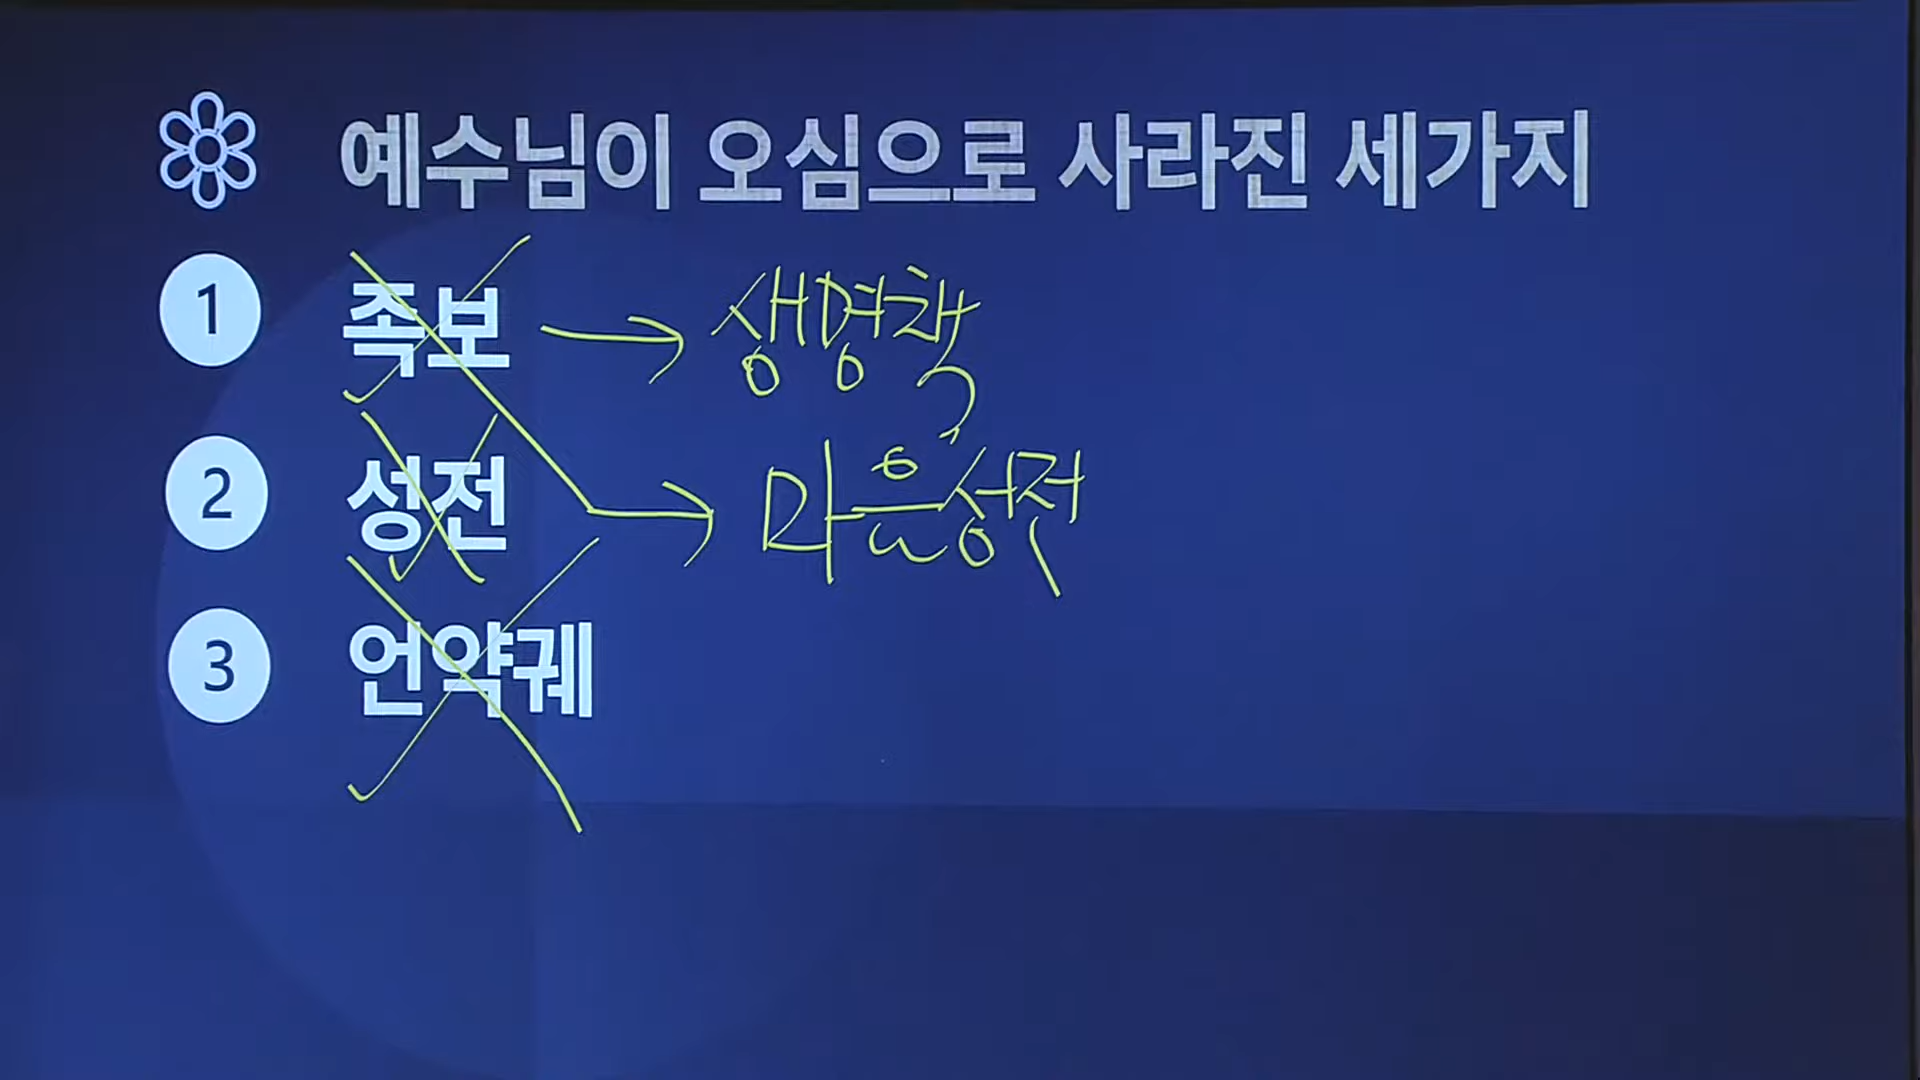 예수님이 오심으로 사라진 세가지
1 족보 → 생명책
2 성전 → 마음성전
3 언약궤